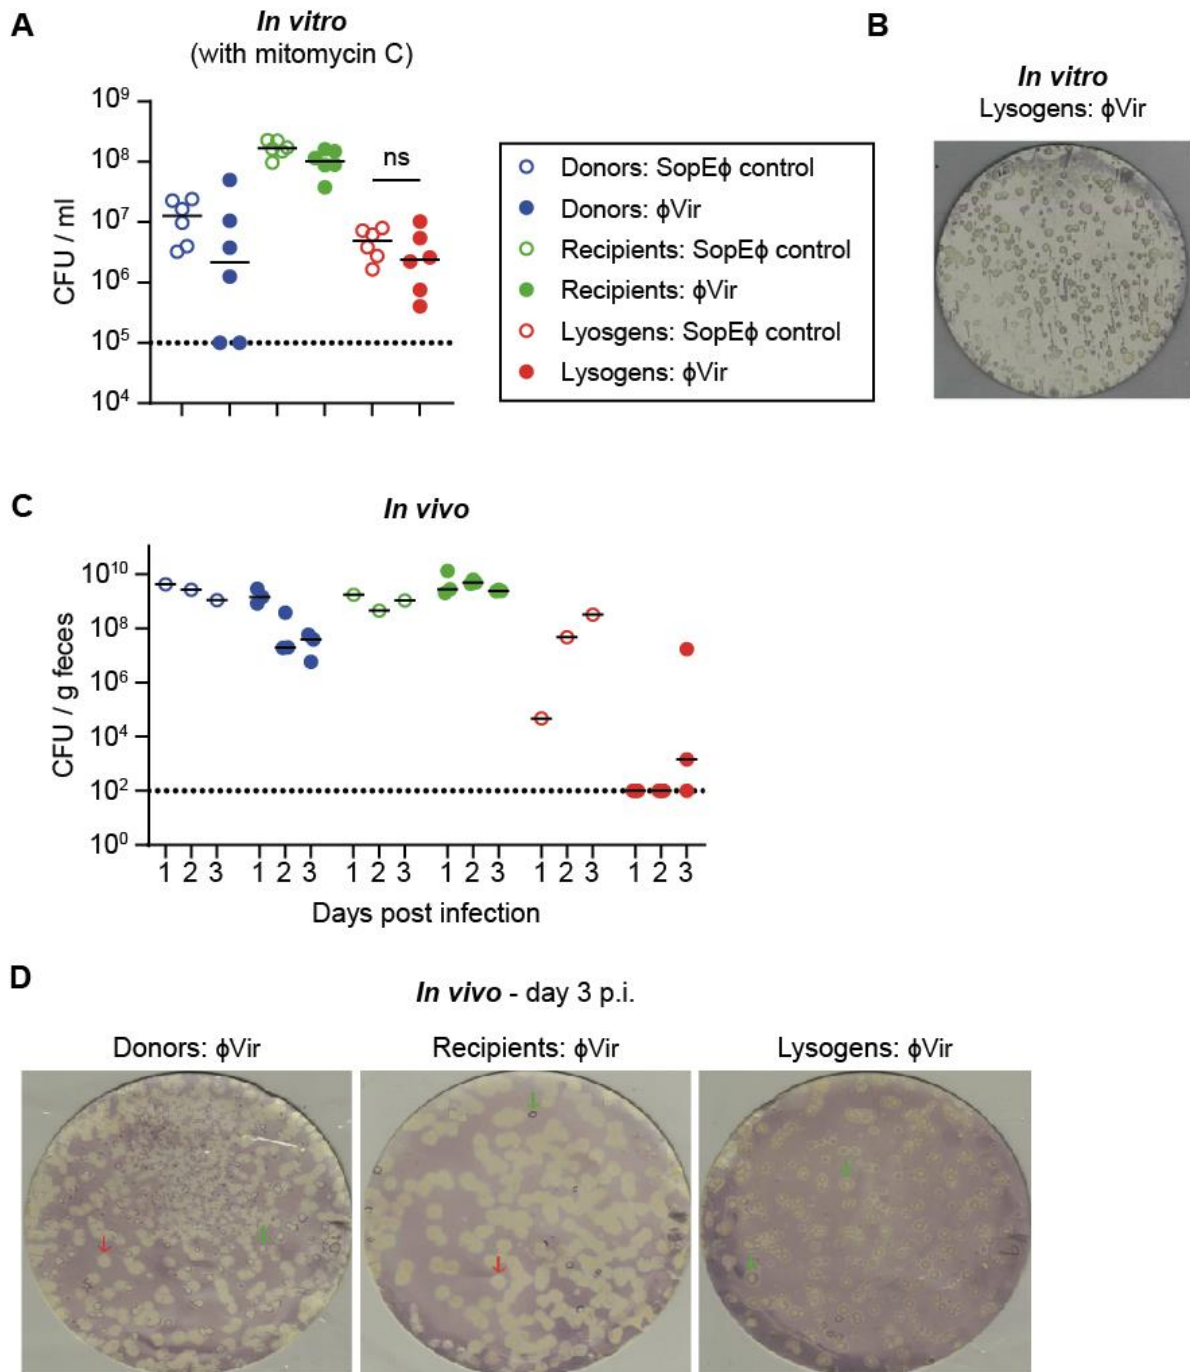 A
In vitro
(with mitomycin C)
10⁹
10⁸
10⁷
10⁶
10⁵
10⁴
CFU / ml
ns
Donors: SopEϕ control
Donors: ϕVir
Recipients: SopEϕ control
Recipients: ϕVir
Lyosgens: SopEϕ control
Lysogens: ϕVir
B
In vitro
Lysogens: ϕVir
C
In vivo
10¹⁰
10⁸
10⁶
10⁴
10²
10⁰
CFU / g feces
1 2 3 1 2 3 1 2 3 1 2 3 1 2 3 1 2 3
Days post infection
D
In vivo - day 3 p.i.
Donors: ϕVir
Recipients: ϕVir
Lysogens: ϕVir